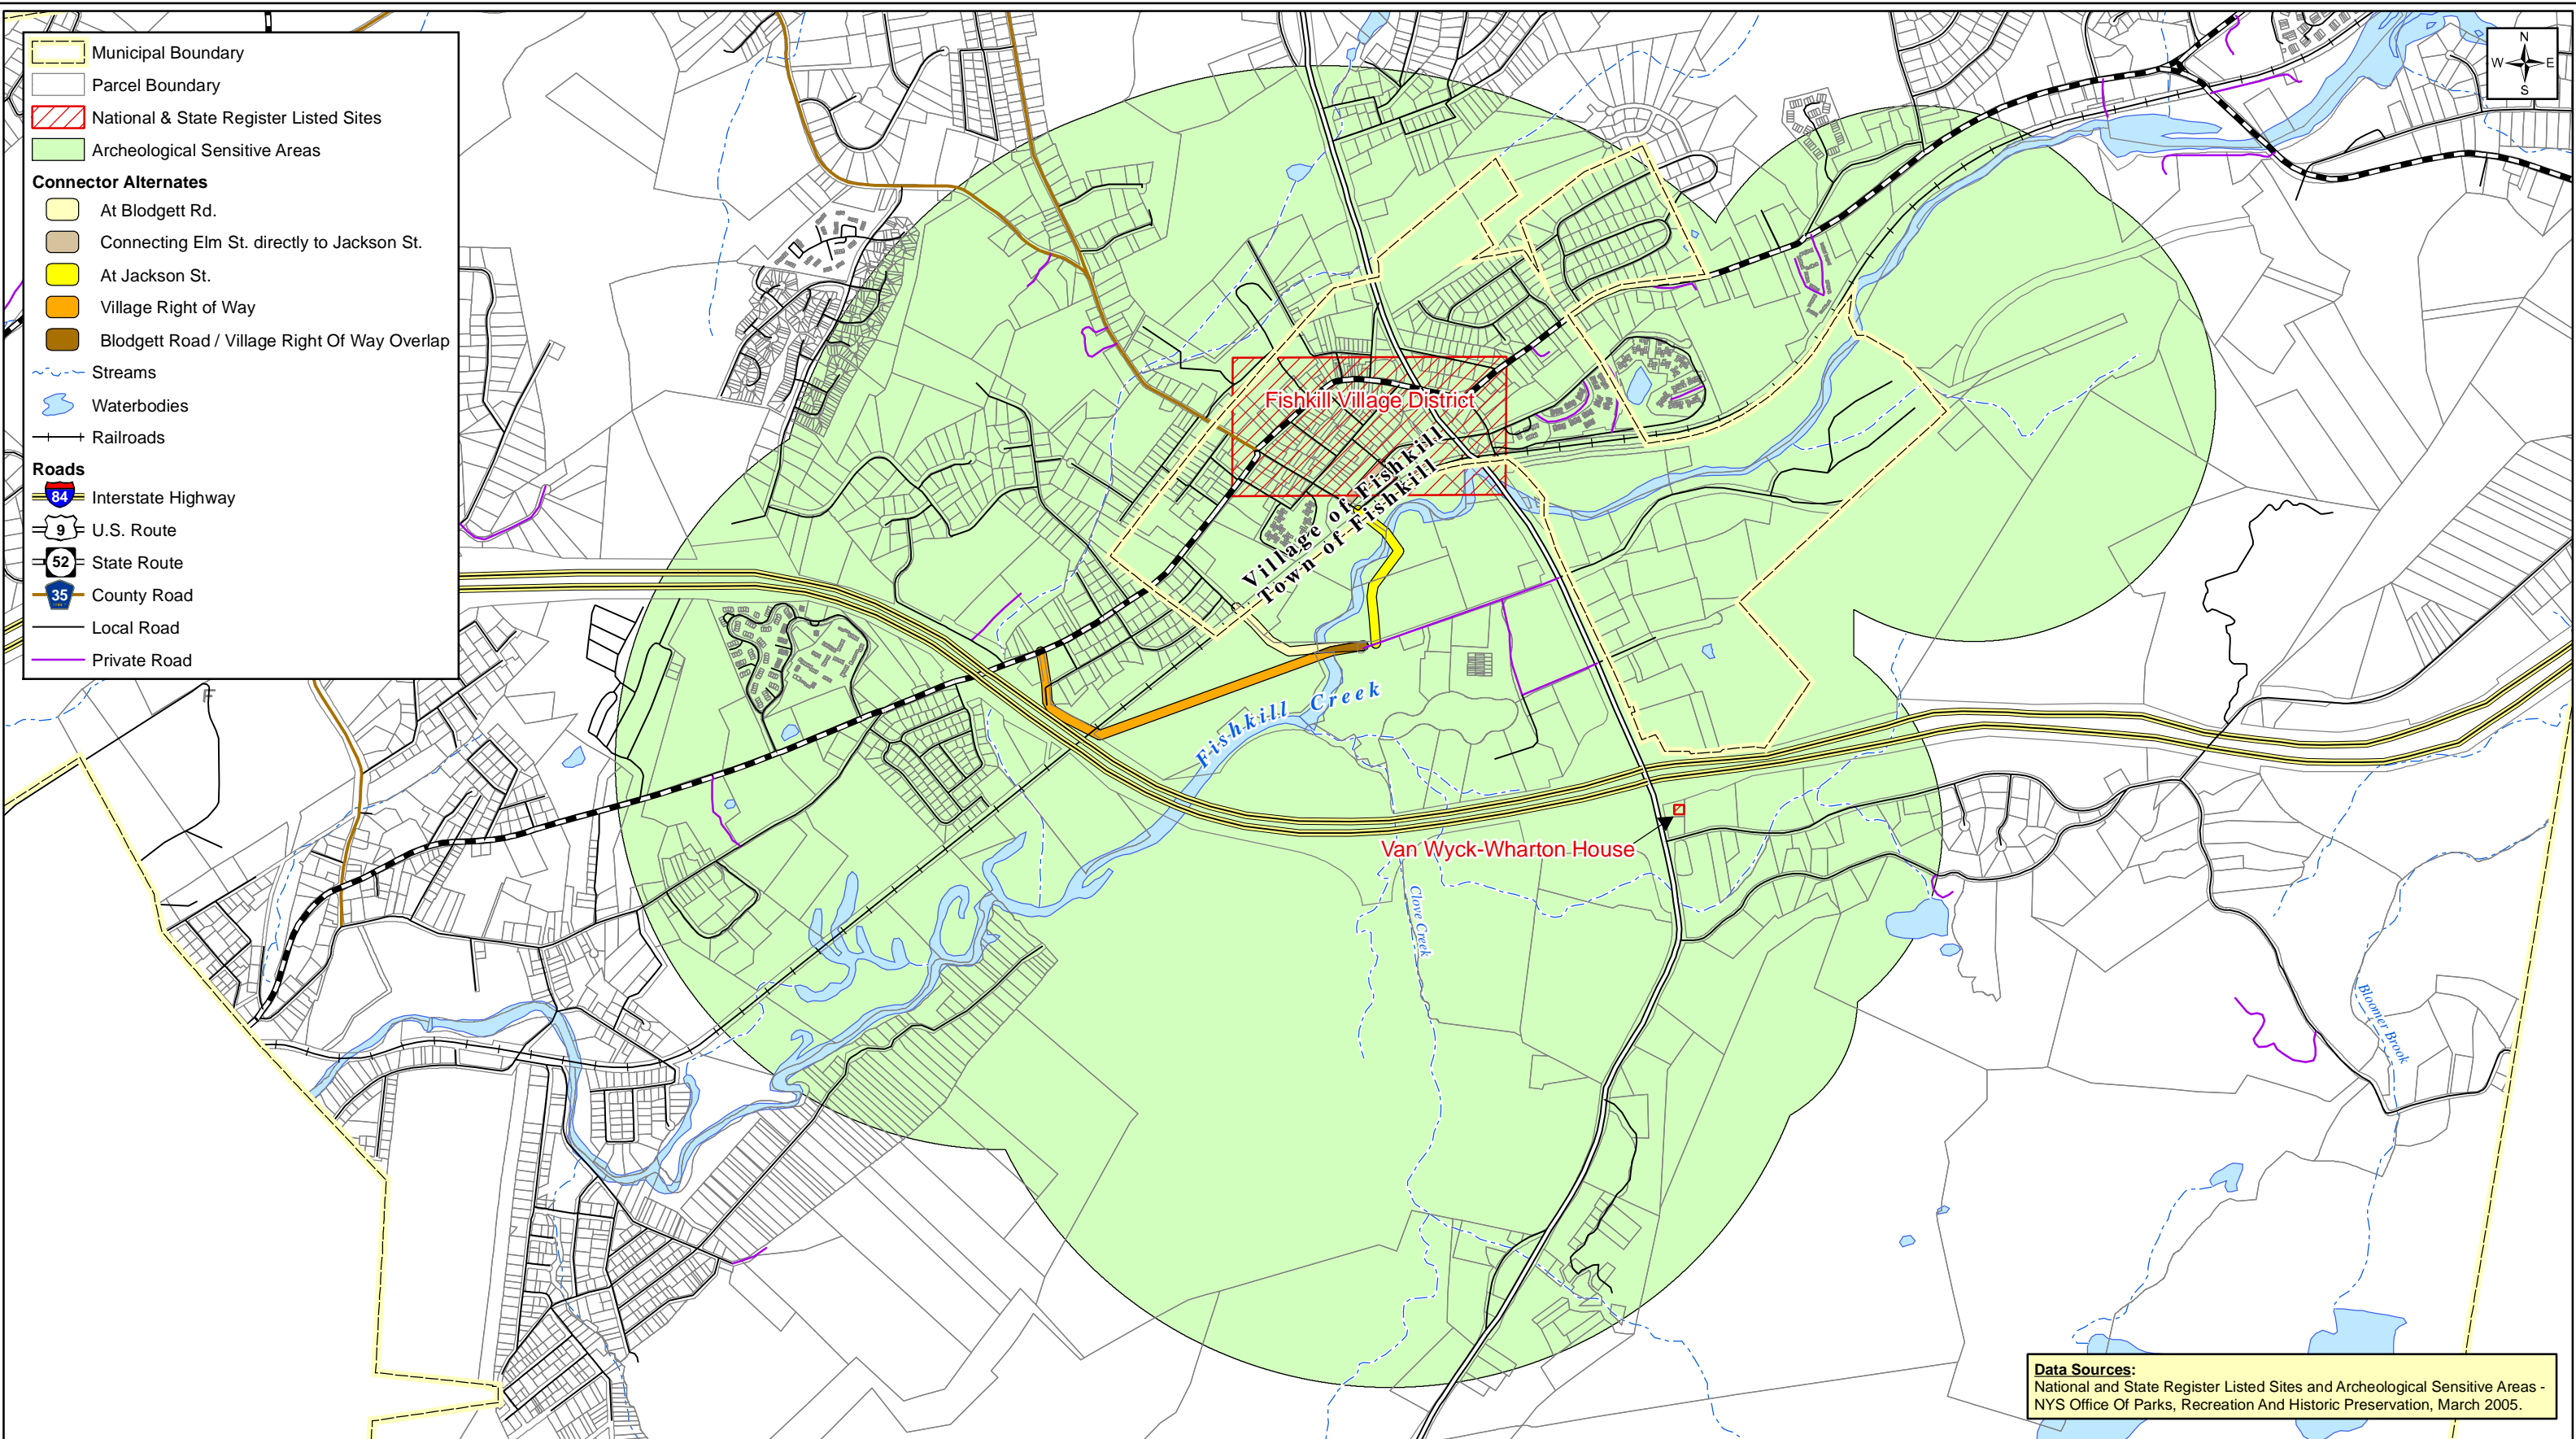 Municipal Boundary
Parcel Boundary
National & State Register Listed Sites
Archeological Sensitive Areas
Connector Alternates
At Blodgett Rd.
Connecting Elm St. directly to Jackson St.
At Jackson St.
Village Right of Way
Blodgett Road / Village Right Of Way Overlap
Streams
Waterbodies
Railroads
Roads
84 Interstate Highway
9 U.S. Route
52 State Route
35 County Road
Local Road
Private Road
N
W E
S
Fishkill Village District
Village of Fishkill
Town of Fishkill
Fishkill Creek
Van Wyck-Wharton House
Clove Creek
Bloomer Brook
Data Sources:
National and State Register Listed Sites and Archeological Sensitive Areas -
NYS Office Of Parks, Recreation And Historic Preservation, March 2005.